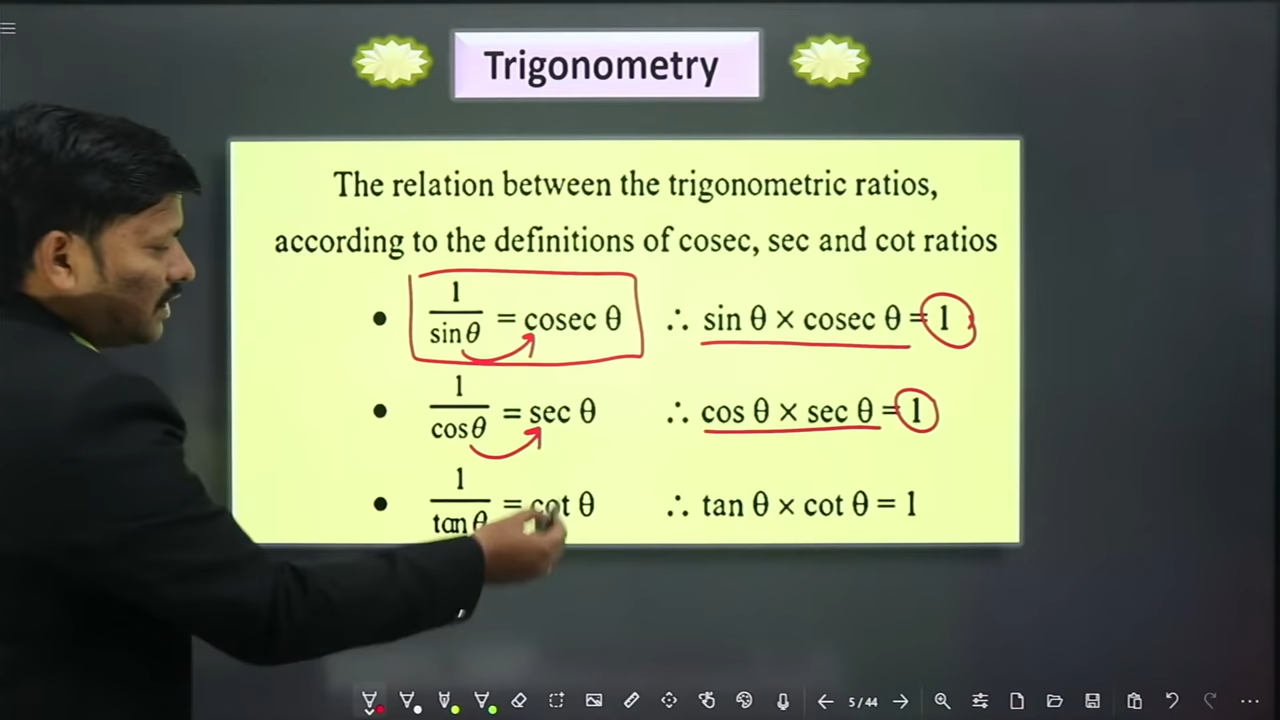 Trigonometry
The relation between the trigonometric ratios,
according to the definitions of cosec, sec and cot ratios
• 1/sinθ = cosec θ ∴ sin θ × cosec θ = 1
• 1/cosθ = sec θ ∴ cos θ × sec θ = 1
• 1/tanθ = cot θ ∴ tan θ × cot θ = 1
5/44